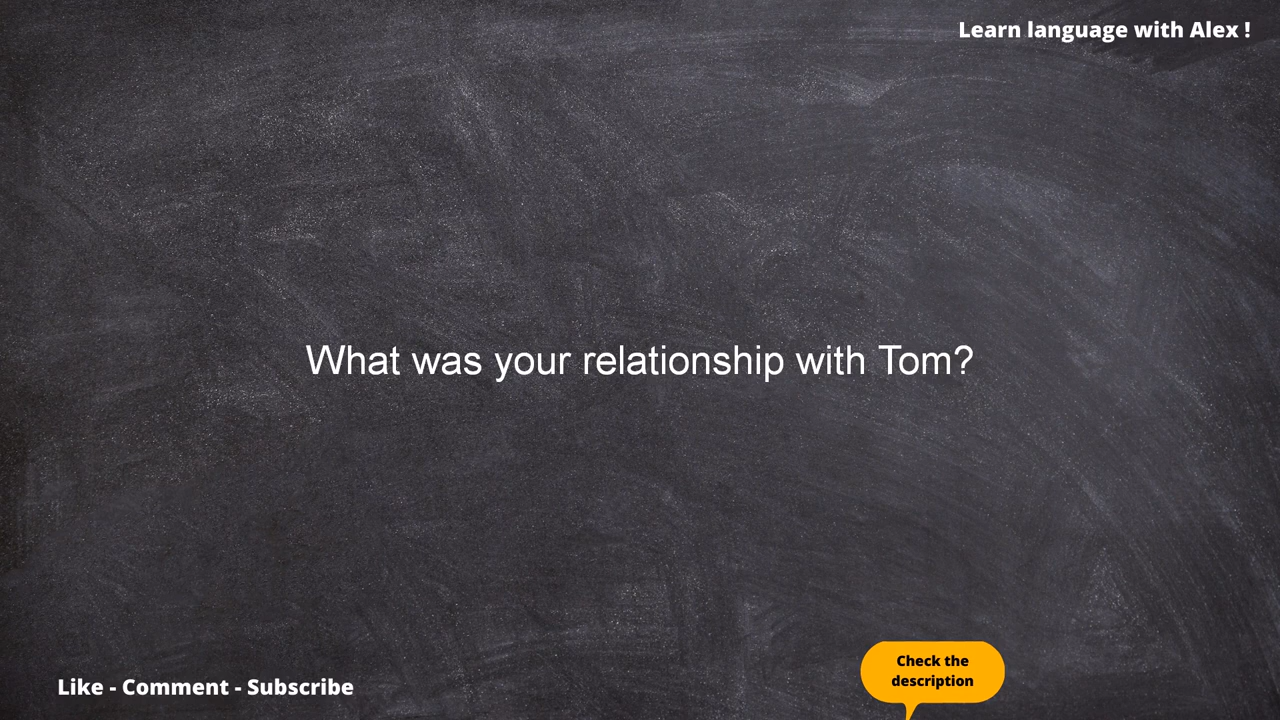 Learn language with Alex !
What was your relationship with Tom?
Check the
description
Like - Comment - Subscribe